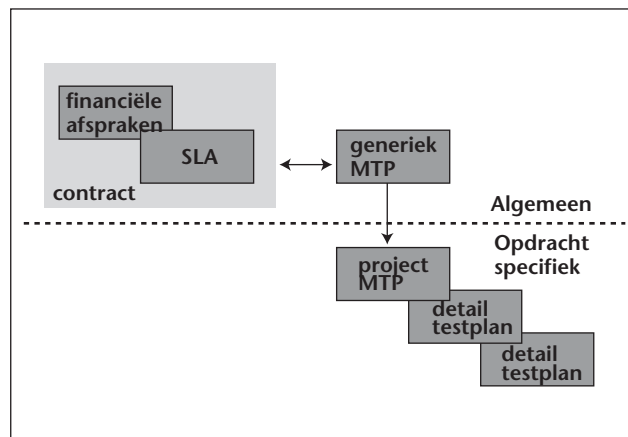 financiële
afspraken
SLA
contract
generiek
MTP
Algemeen
Opdracht
specifiek
project
MTP
detail
testplan
detail
testplan